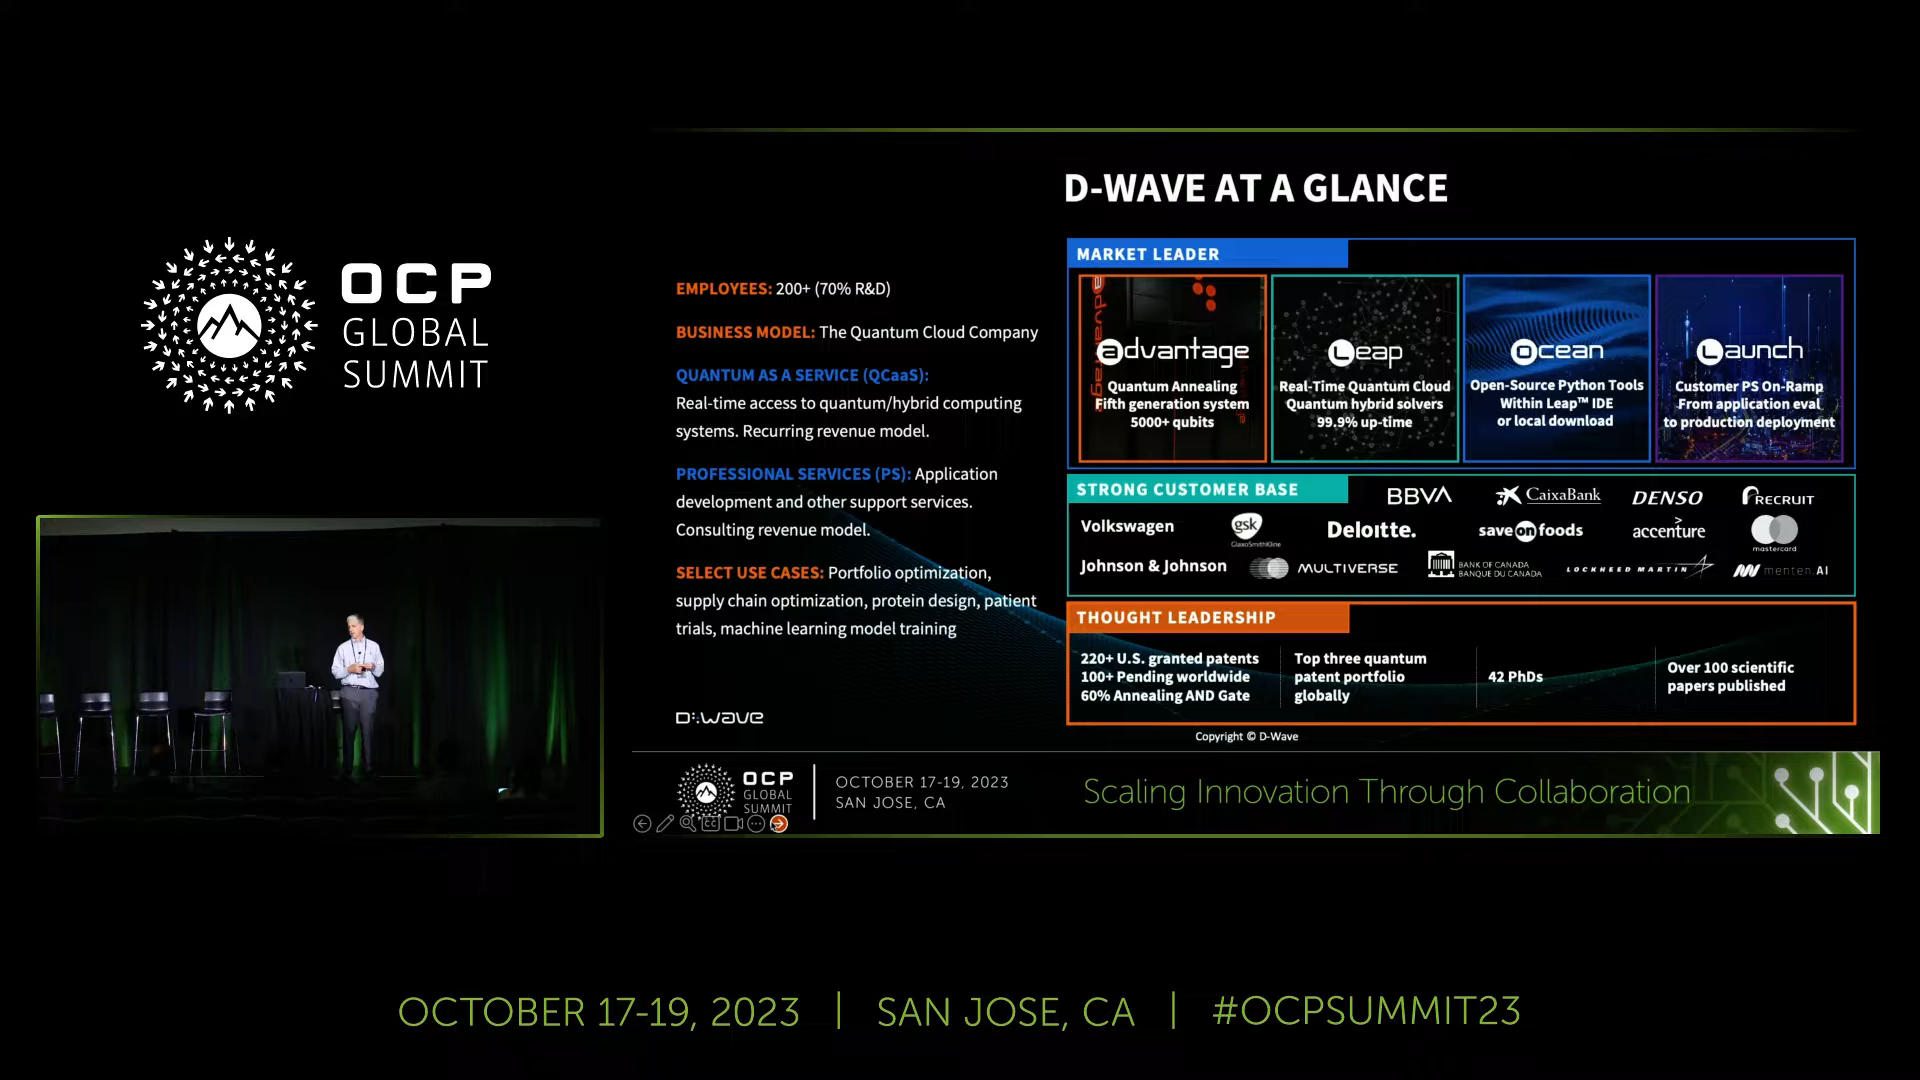 OCP
GLOBAL
SUMMIT
D-WAVE AT A GLANCE
EMPLOYEES: 200+ (70% R&D)
BUSINESS MODEL: The Quantum Cloud Company
QUANTUM AS A SERVICE (QCaaS):
Real-time access to quantum/hybrid computing
systems. Recurring revenue model.
PROFESSIONAL SERVICES (PS): Application
development and other support services.
Consulting revenue model.
SELECT USE CASES: Portfolio optimization,
supply chain optimization, protein design, patient
trials, machine learning model training
D:wave
MARKET LEADER
advantage
Quantum Annealing
Fifth generation system
5000+ qubits
Leap
Real-Time Quantum Cloud
Quantum hybrid solvers
99.9% up-time
Ocean
Open-Source Python Tools
Within Leap™ IDE
or local download
Launch
Customer PS On-Ramp
From application eval
to production deployment
STRONG CUSTOMER BASE
BBVA
CaixaBank
DENSO
RECRUIT
Volkswagen
gsk
GlaxoSmithKline
Deloitte.
save on foods
accenture
mastercard
Johnson & Johnson
MULTIVERSE
BANK OF CANADA
BANQUE DU CANADA
LOCKHEED MARTIN
menten.AI
THOUGHT LEADERSHIP
220+ U.S. granted patents
100+ Pending worldwide
60% Annealing AND Gate
Top three quantum
patent portfolio
globally
42 PhDs
Over 100 scientific
papers published
Copyright © D-Wave
OCP
GLOBAL
SUMMIT
OCTOBER 17-19, 2023
SAN JOSE, CA
Scaling Innovation Through Collaboration
OCTOBER 17-19, 2023 | SAN JOSE, CA | #OCPSUMMIT23